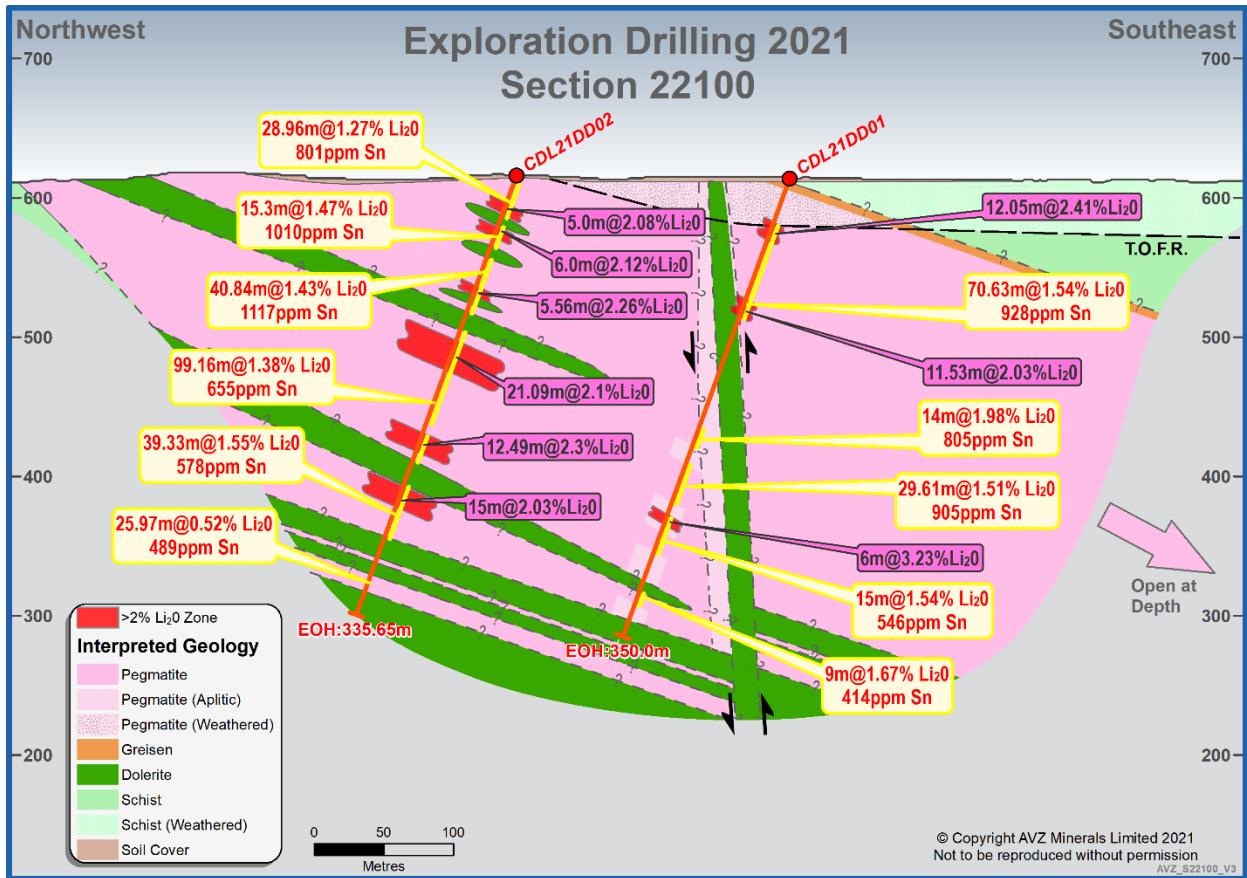 Northwest
Southeast
Exploration Drilling 2021
Section 22100
700
700
600
600
500
500
400
400
300
300
200
200
CDL21DD02
CDL21DD01
28.96m@1.27% Li₂0
801ppm Sn
15.3m@1.47% Li₂0
1010ppm Sn
40.84m@1.43% Li₂0
1117ppm Sn
99.16m@1.38% Li₂0
655ppm Sn
39.33m@1.55% Li₂0
578ppm Sn
25.97m@0.52% Li₂0
489ppm Sn
5.0m@2.08%Li₂0
6.0m@2.12%Li₂0
5.56m@2.26%Li₂0
21.09m@2.1%Li₂0
12.49m@2.3%Li₂0
15m@2.03%Li₂0
EOH:335.65m
12.05m@2.41%Li₂0
T.O.F.R.
70.63m@1.54% Li₂0
928ppm Sn
11.53m@2.03%Li₂0
14m@1.98% Li₂0
805ppm Sn
29.61m@1.51% Li₂0
905ppm Sn
6m@3.23%Li₂0
15m@1.54% Li₂0
546ppm Sn
9m@1.67% Li₂0
414ppm Sn
EOH:350.0m
Open at
Depth
>2% Li₂0 Zone
Interpreted Geology
Pegmatite
Pegmatite (Aplitic)
Pegmatite (Weathered)
Greisen
Dolerite
Schist
Schist (Weathered)
Soil Cover
0 50 100
Metres
© Copyright AVZ Minerals Limited 2021
Not to be reproduced without permission
AVZ_S22100_V3